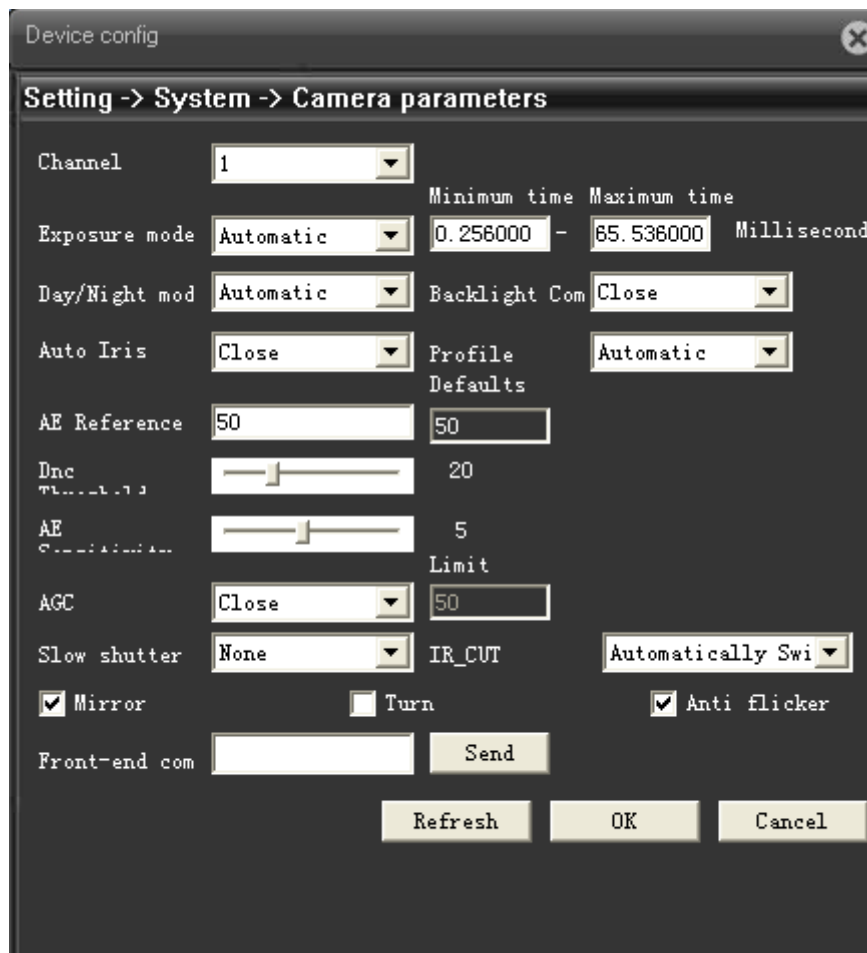 Device config
Setting -> System -> Camera parameters
Channel 1
Minimum time Maximum time
Exposure mode Automatic 0.256000 - 65.536000 Millisecond
Day/Night mod Automatic Backlight Com Close
Auto Iris Close Profile Automatic
Defaults
AE Reference 50 50
Dnc 20
AE 5
Limit
AGC Close 50
Slow shutter None IR_CUT Automatically Swi
Mirror Turn Anti flicker
Front-end com Send
Refresh OK Cancel